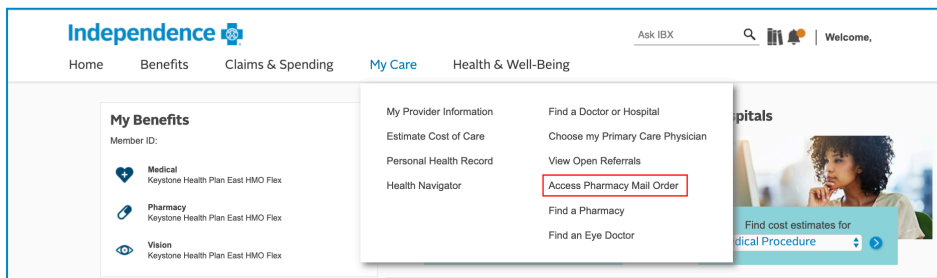 Independence
Ask IBX
Welcome,
Home Benefits Claims & Spending My Care Health & Well-Being
My Benefits
Member ID:
Medical
Keystone Health Plan East HMO Flex
Pharmacy
Keystone Health Plan East HMO Flex
Vision
Keystone Health Plan East HMO Flex
My Provider Information
Estimate Cost of Care
Personal Health Record
Health Navigator
Find a Doctor or Hospital
Choose my Primary Care Physician
View Open Referrals
Access Pharmacy Mail Order
Find a Pharmacy
Find an Eye Doctor
spitals
Find cost estimates for
dical Procedure